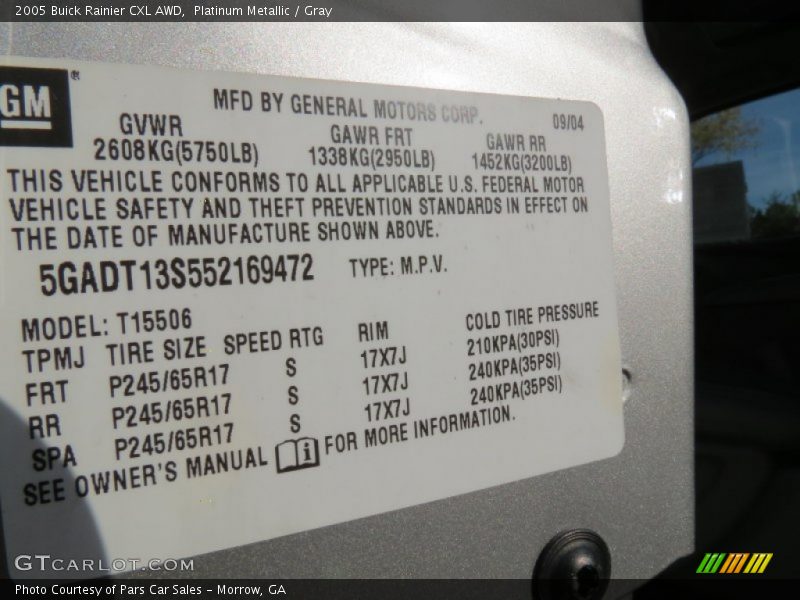 2005 Buick Rainier CXL AWD, Platinum Metallic / Gray
GM ®
MFD BY GENERAL MOTORS CORP. 09/04
GVWR GAWR FRT GAWR RR
2608KG(5750LB) 1338KG(2950LB) 1452KG(3200LB)
THIS VEHICLE CONFORMS TO ALL APPLICABLE U.S. FEDERAL MOTOR
VEHICLE SAFETY AND THEFT PREVENTION STANDARDS IN EFFECT ON
THE DATE OF MANUFACTURE SHOWN ABOVE.
5GADT13S552169472 TYPE: M.P.V.
MODEL: T15506
TPMJ TIRE SIZE SPEED RTG RIM COLD TIRE PRESSURE
FRT P245/65R17 S 17X7J 210KPA(30PSI)
RR P245/65R17 S 17X7J 240KPA(35PSI)
SPA P245/65R17 S 17X7J 240KPA(35PSI)
SEE OWNER'S MANUAL FOR MORE INFORMATION.
GTCARLOT.COM
Photo Courtesy of Pars Car Sales - Morrow, GA